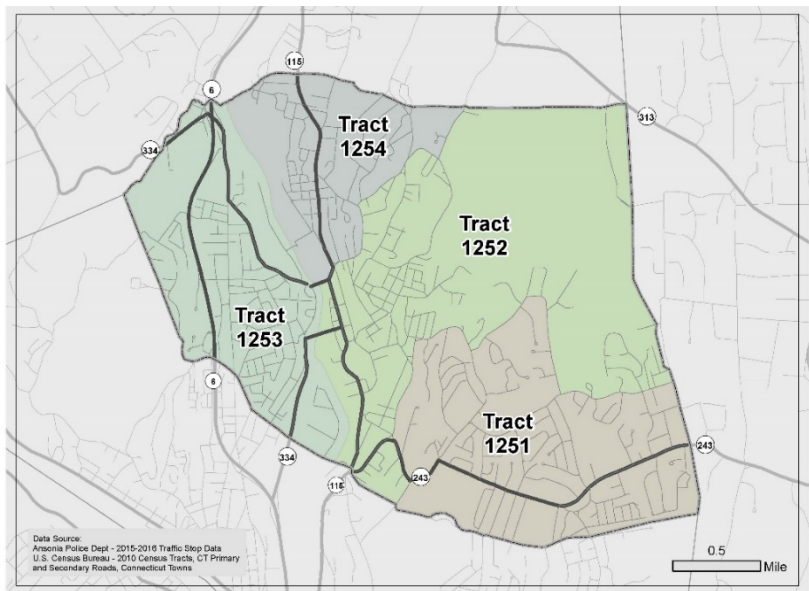 115
6
Tract
1254
313
334
Tract
1252
Tract
1253
6
Tract
1251
243
334
115
243
Data Source:
Ansonia Police Dept - 2015-2016 Traffic Stop Data
U.S. Census Bureau - 2010 Census Tracts, CT Primary
and Secondary Roads, Connecticut Towns
0.5
Mile